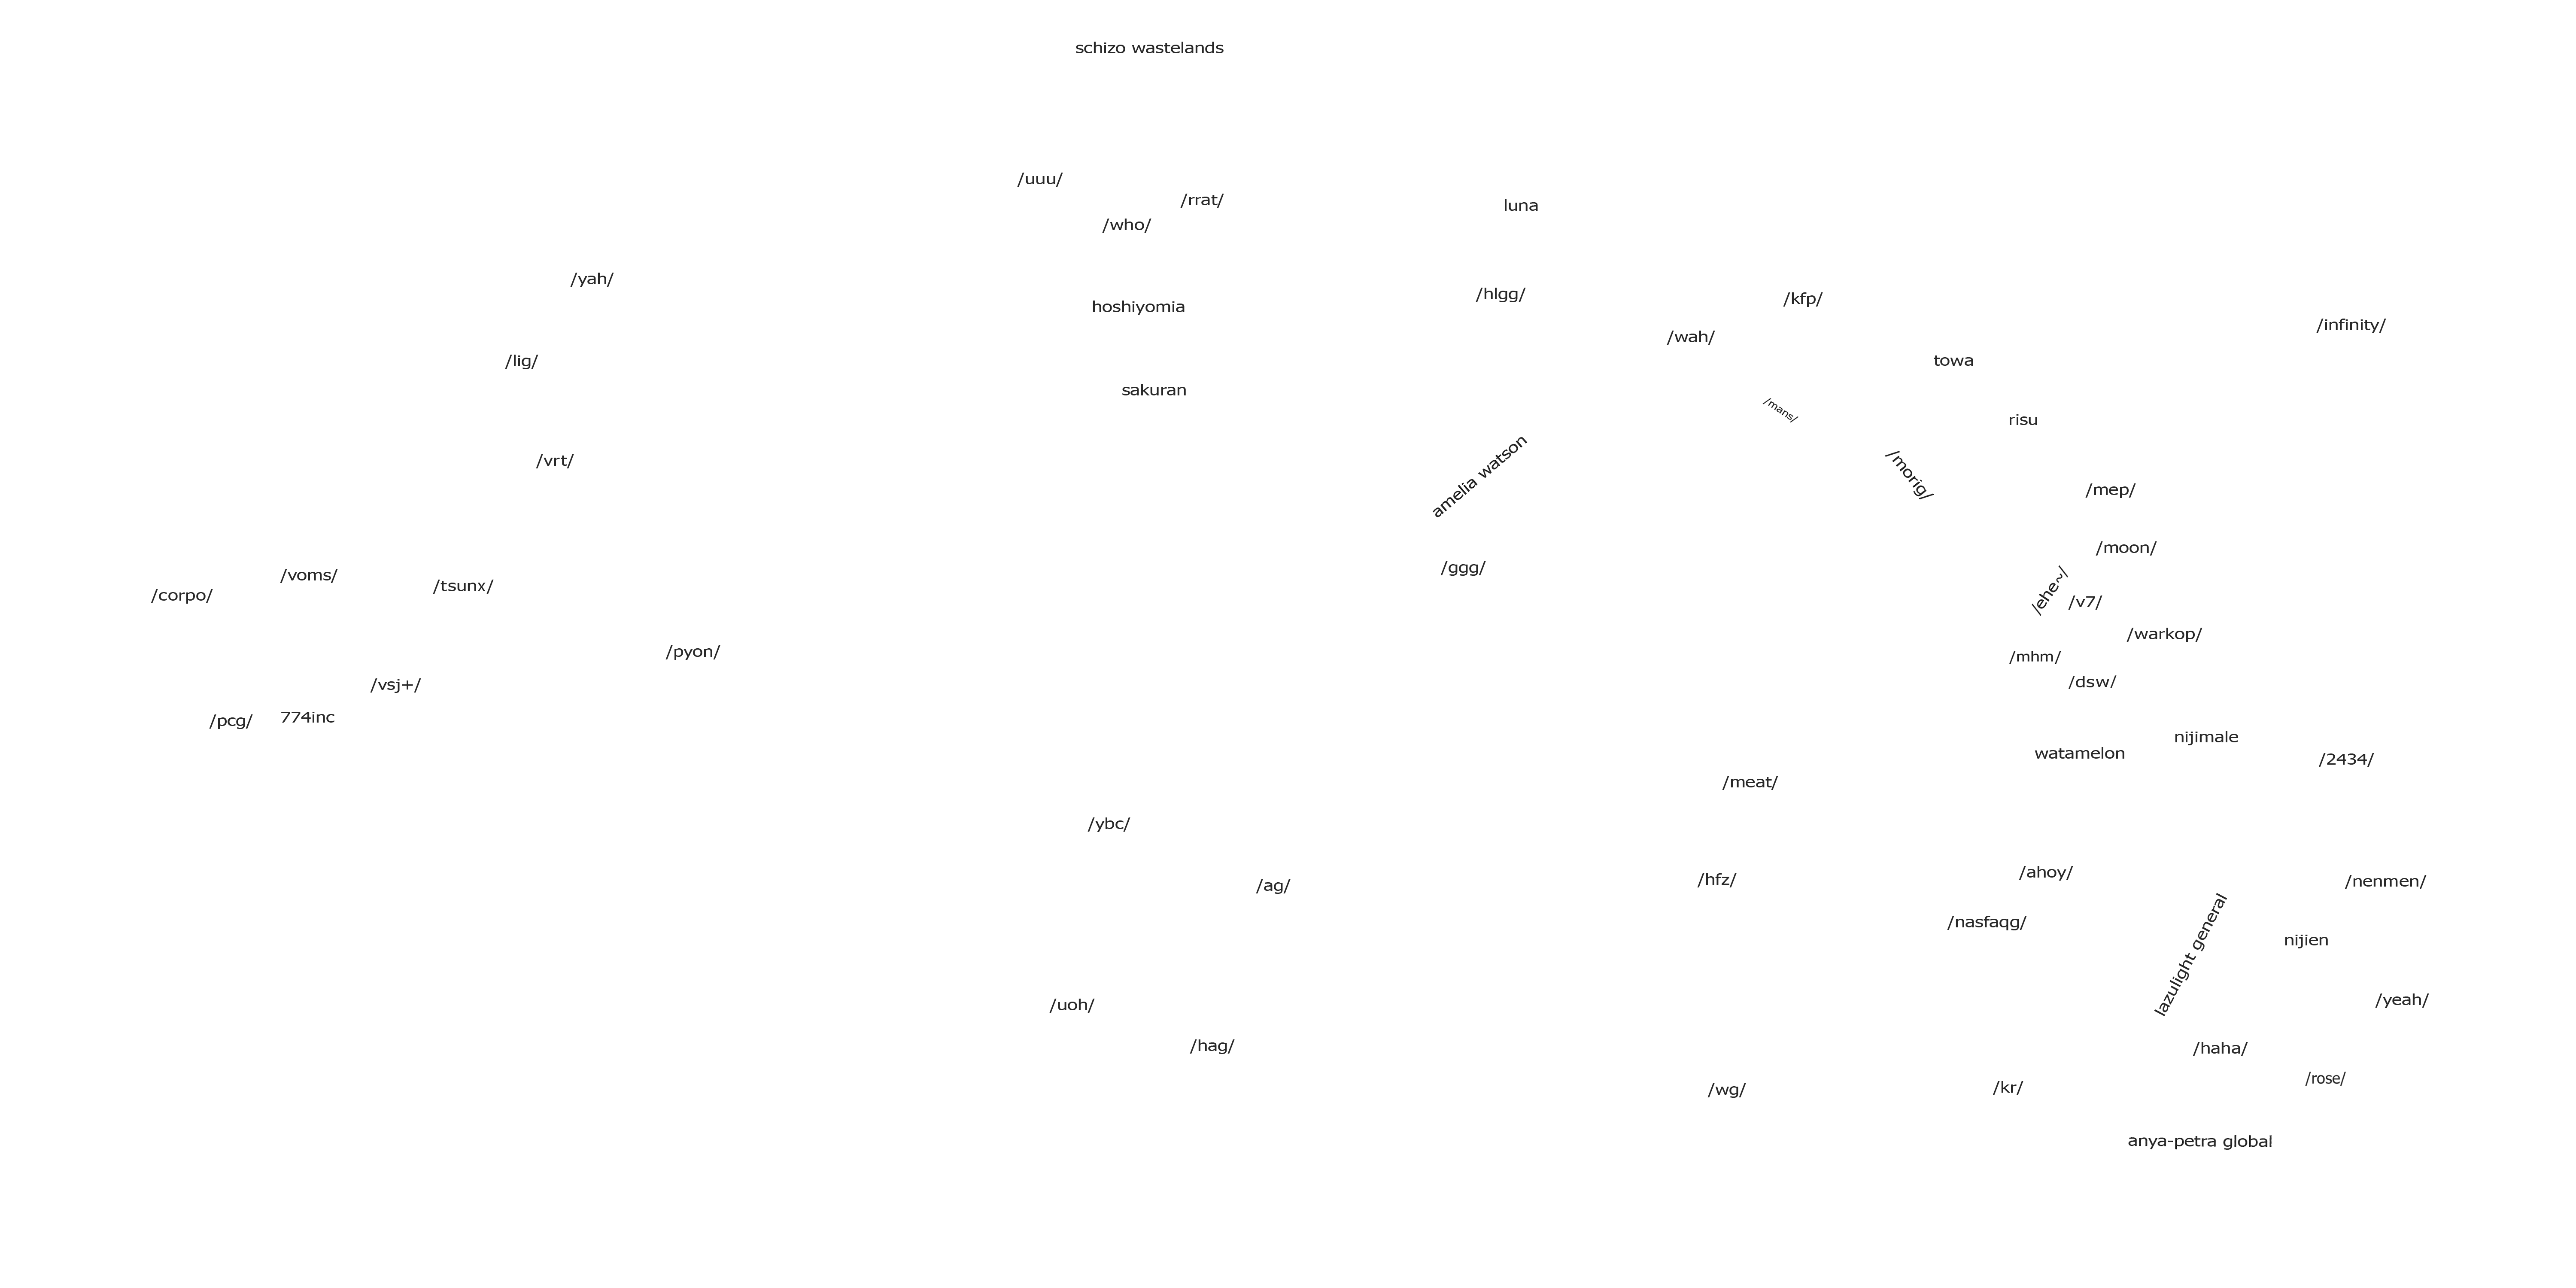 schizo wastelands
/uuu/
/rrat/
luna
/who/
/yah/
/hlgg/
/kfp/
hoshiyomia
/infinity/
/wah/
/lig/
towa
sakuran
/mans/
risu
/vrt/
amelia watson
/morig/
/mep/
/moon/
/ggg/
/voms/
/tsunx/
/corpo/
/ehe~/
/v7/
/warkop/
/pyon/
/mhm/
/dsw/
/vsj+/
/pcg/
774inc
nijimale
watamelon
/2434/
/meat/
/ybc/
/ahoy/
/hfz/
/nenmen/
/ag/
/nasfaqg/
lazulight general
nijien
/yeah/
/uoh/
/hag/
/haha/
/rose/
/wg/
/kr/
anya-petra global